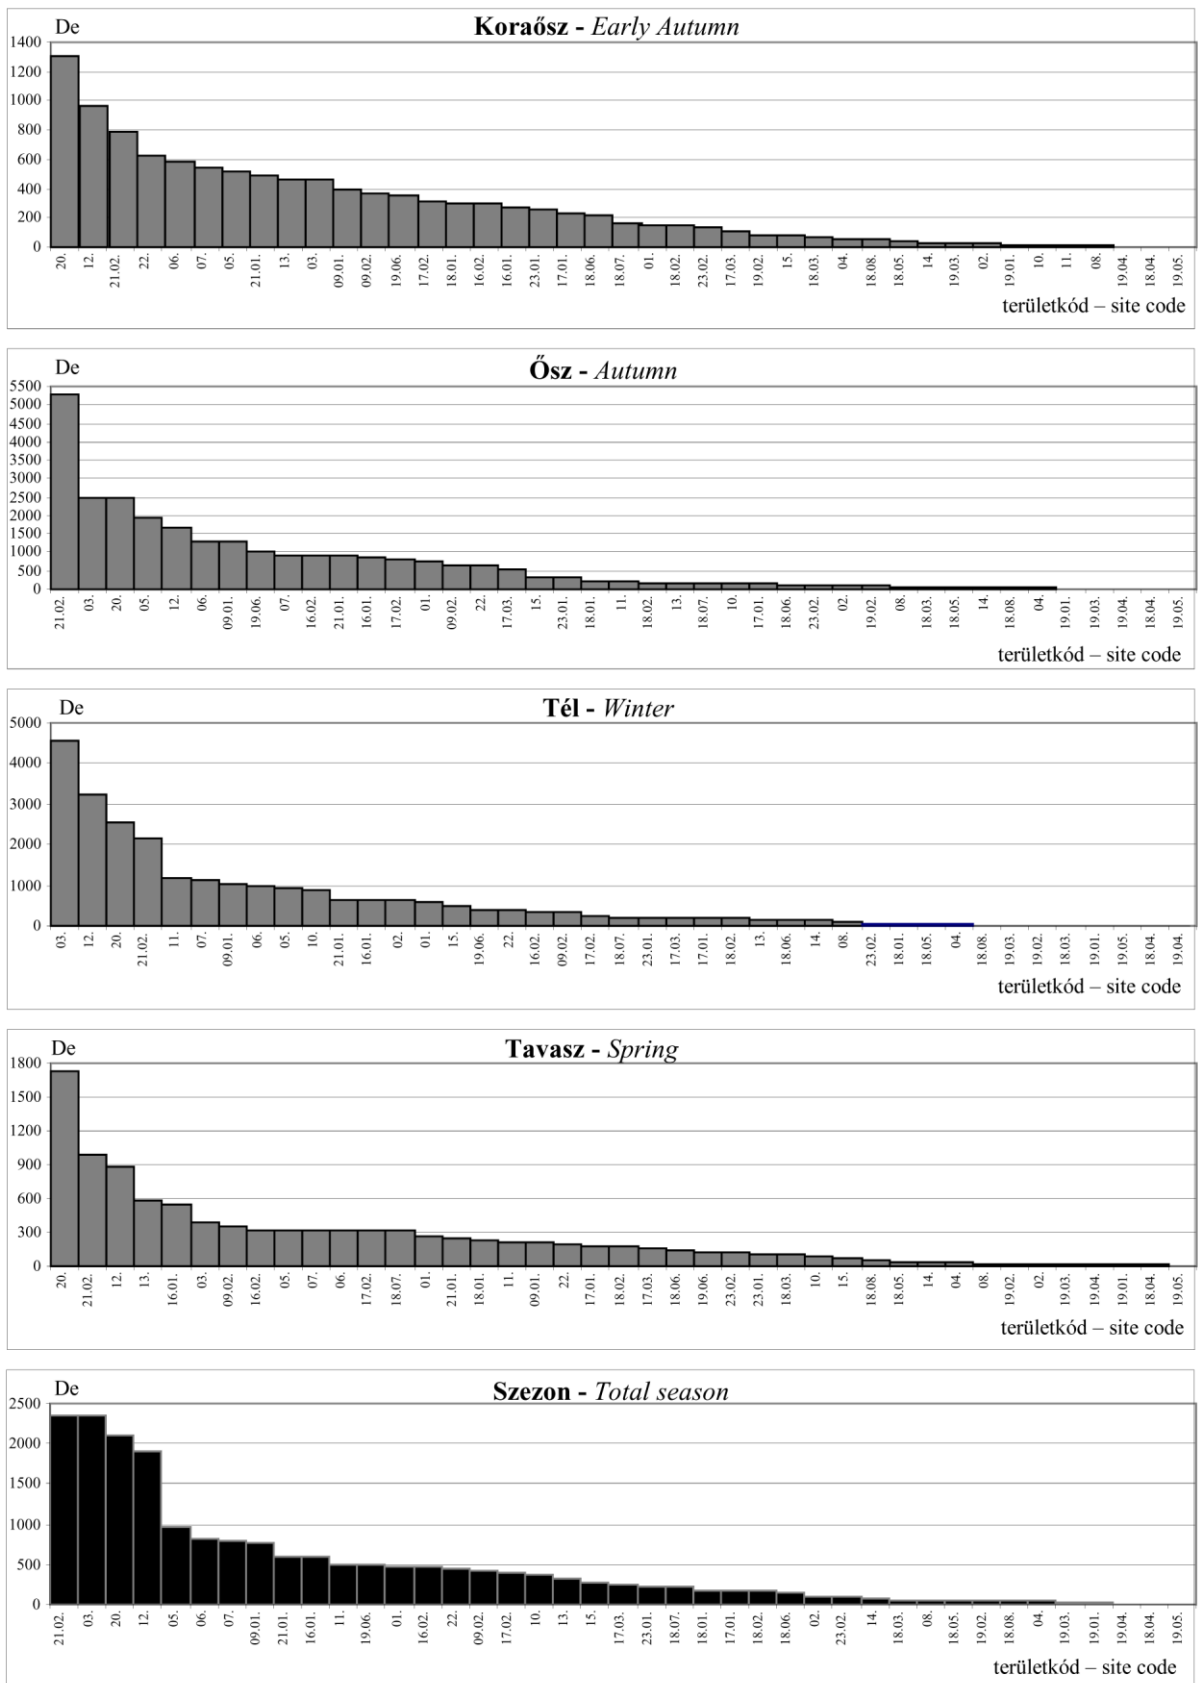 De
Koraősz - Early Autumn
1400
1200
1000
800
600
400
200
0
20. 12. 21.02. 22. 06. 07. 05. 21.01. 13. 03. 09.01. 09.02. 19.06. 17.02. 18.01. 16.02. 16.01. 23.01. 17.01. 18.06. 18.07. 01. 18.02. 23.02. 17.03. 19.02. 15. 18.03. 04. 18.08. 18.05. 14. 19.03. 02. 19.01. 10. 11. 08. 19.04. 18.04. 19.05.
területkód – site code
De
Ősz - Autumn
5500
5000
4500
4000
3500
3000
2500
2000
1500
1000
500
0
21.02. 03. 20. 05. 12. 06. 09.01. 19.06. 07. 16.02. 21.01. 16.01. 17.02. 01. 09.02. 22. 17.03. 15. 23.01. 18.01. 11. 18.02. 13. 18.07. 10. 17.01. 18.06. 23.02. 02. 19.02. 08. 18.03. 18.05. 14. 18.08. 04. 19.01. 19.03. 19.04. 18.04. 19.05.
területkód – site code
De
Tél - Winter
5000
4000
3000
2000
1000
0
03. 12. 20. 21.02. 11. 07. 09.01. 06. 05. 10. 21.01. 16.01. 02. 01. 15. 19.06. 22. 16.02. 09.02. 17.02. 18.07. 23.01. 17.03. 17.01. 18.02. 13. 18.06. 14. 08. 23.02. 18.01. 18.05. 04. 18.08. 19.03. 19.02. 18.03. 19.01. 19.05. 18.04. 19.04.
területkód – site code
De
Tavasz - Spring
1800
1500
1200
900
600
300
0
20. 21.02. 12. 13. 16.01. 03. 09.02. 16.02. 05. 07. 06. 17.02. 18.07. 01. 21.01. 18.01. 11. 09.01. 22. 17.01. 18.02. 17.03. 18.06. 19.06. 23.02. 23.01. 18.03. 10. 15. 18.08. 18.05. 14. 04. 08. 19.02. 02. 19.03. 19.04. 19.01. 18.04. 19.05.
területkód – site code
De
Szezon - Total season
2500
2000
1500
1000
500
0
21.02. 03. 20. 12. 05. 06. 07. 09.01. 21.01. 16.01. 11. 19.06. 01. 16.02. 22. 09.02. 17.02. 10. 13. 15. 17.03. 23.01. 18.07. 18.01. 17.01. 18.02. 18.06. 02. 23.02. 14. 18.03. 08. 18.05. 19.02. 18.08. 04. 19.03. 19.01. 19.04. 18.04. 19.05.
területkód – site code